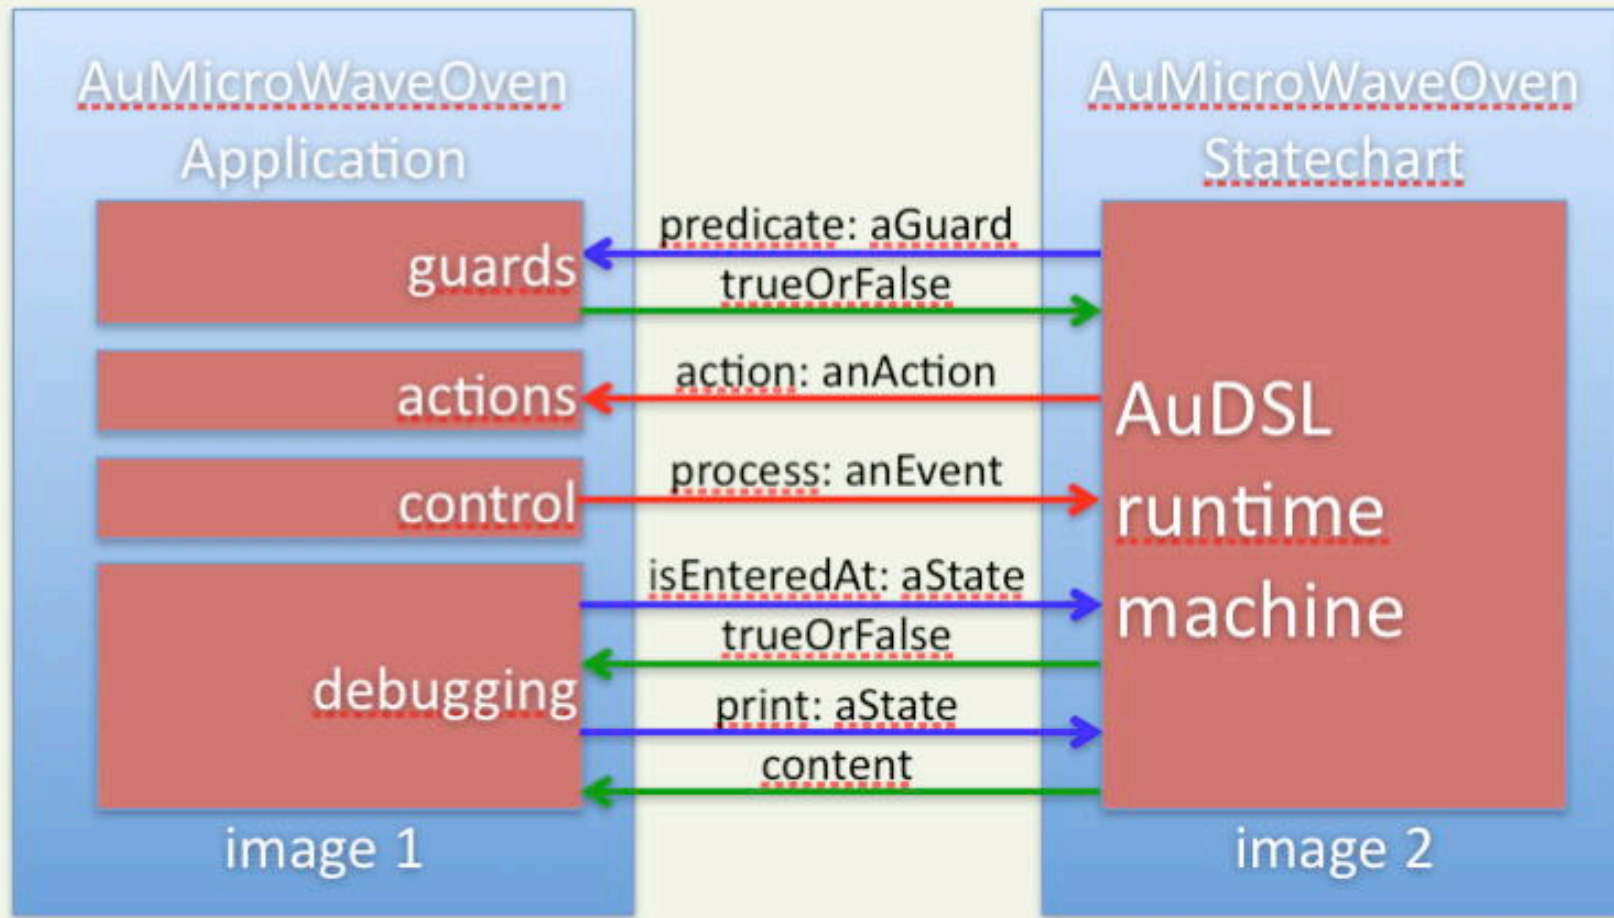 AuMicroWaveOven
Application
guards
actions
control
debugging
image 1
predicate: aGuard
trueOrFalse
action: anAction
process: anEvent
isEnteredAt: aState
trueOrFalse
print: aState
content
AuMicroWaveOven
Statechart
AuDSL
runtime
machine
image 2